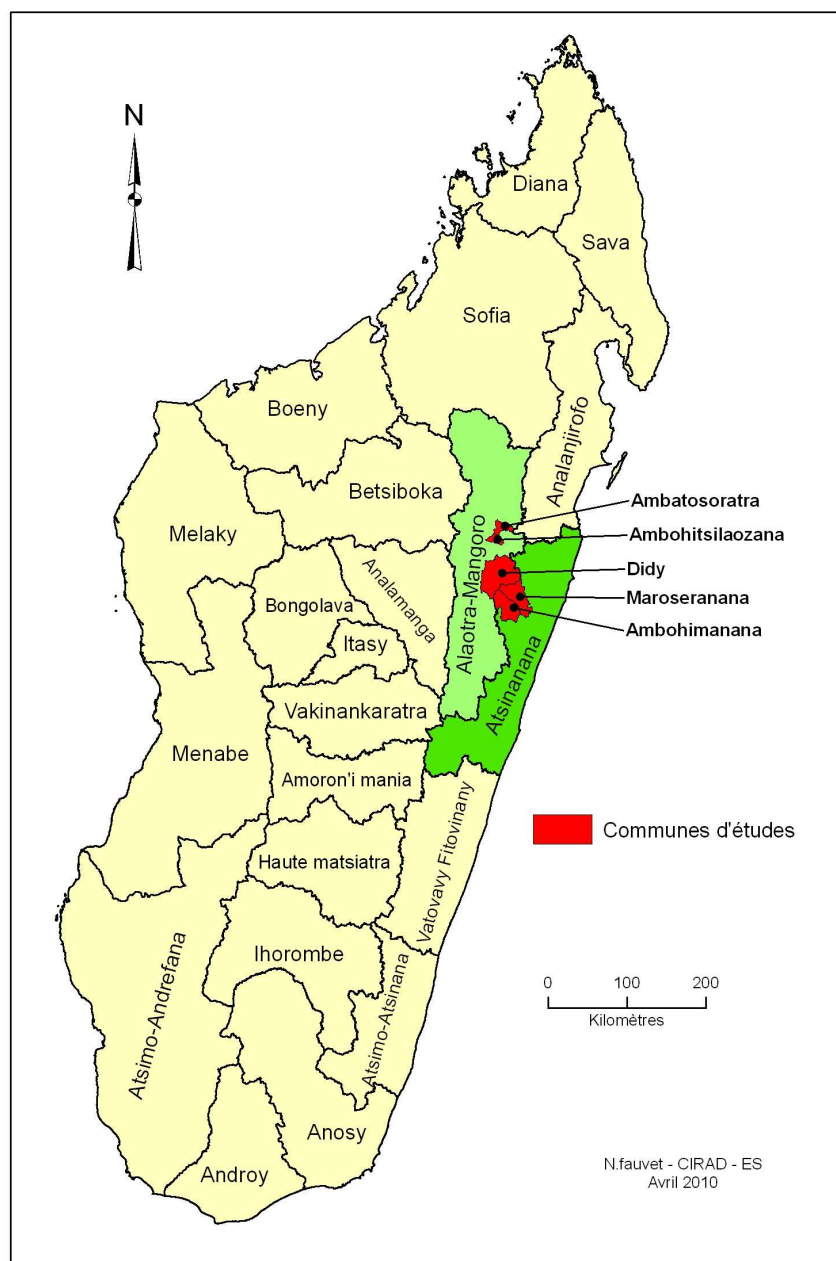 N
Diana
Sava
Sofia
Boeny
Analanjirofo
Betsiboka
Melaky
Alaotra-Mangoro
Ambatosoratra
Ambohitsilaozana
Didy
Maroseranana
Ambohimanana
Analamanga
Bongolava
Itasy
Atsinanana
Vakinankaratra
Menabe
Amoron'i mania
Communes d'études
Haute matsiatra
Vatovavy Fitovinany
Ihorombe
Atsimo-Andrefana
Atsimo-Atsinana
0 100 200
Kilomètres
Anosy
Androy
N.fauvet - CIRAD - ES
Avril 2010